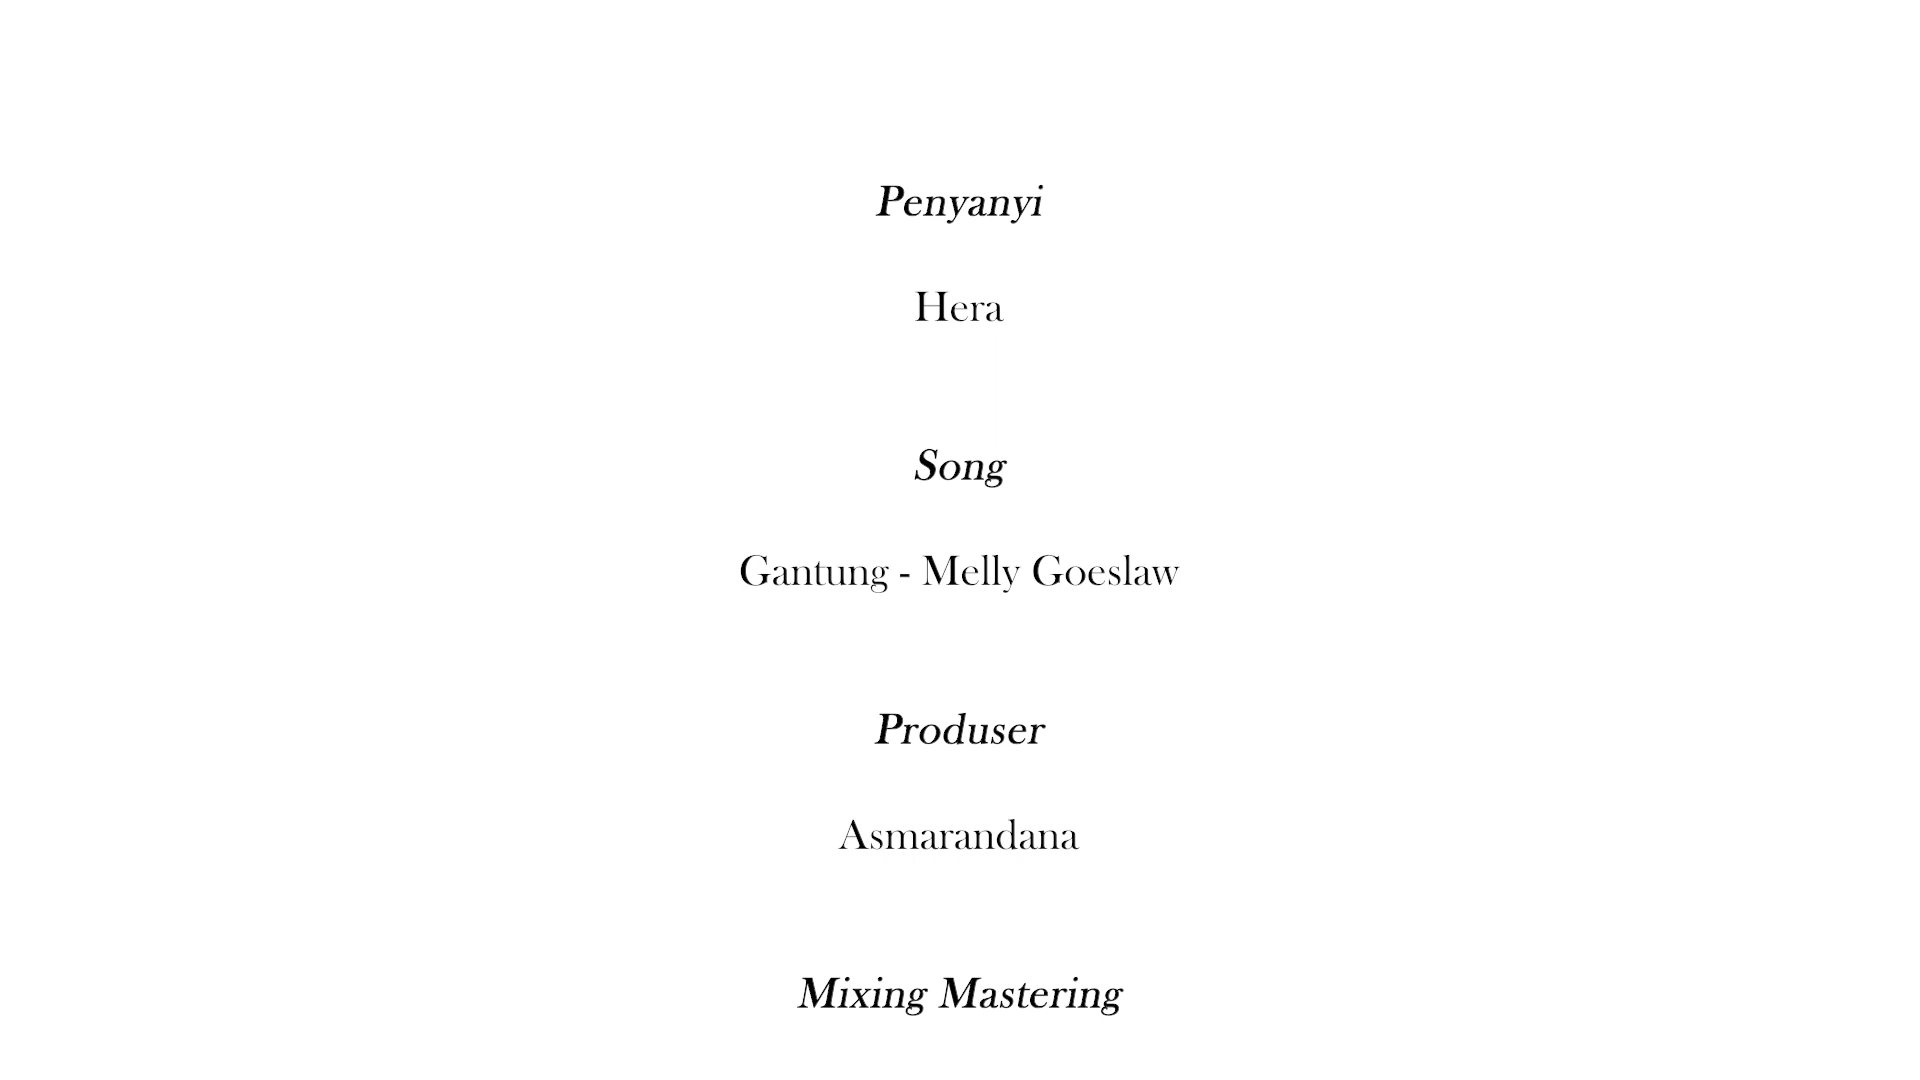 Penyanyi
Hera
Song
Gantung - Melly Goeslaw
Produser
Asmarandana
Mixing Mastering